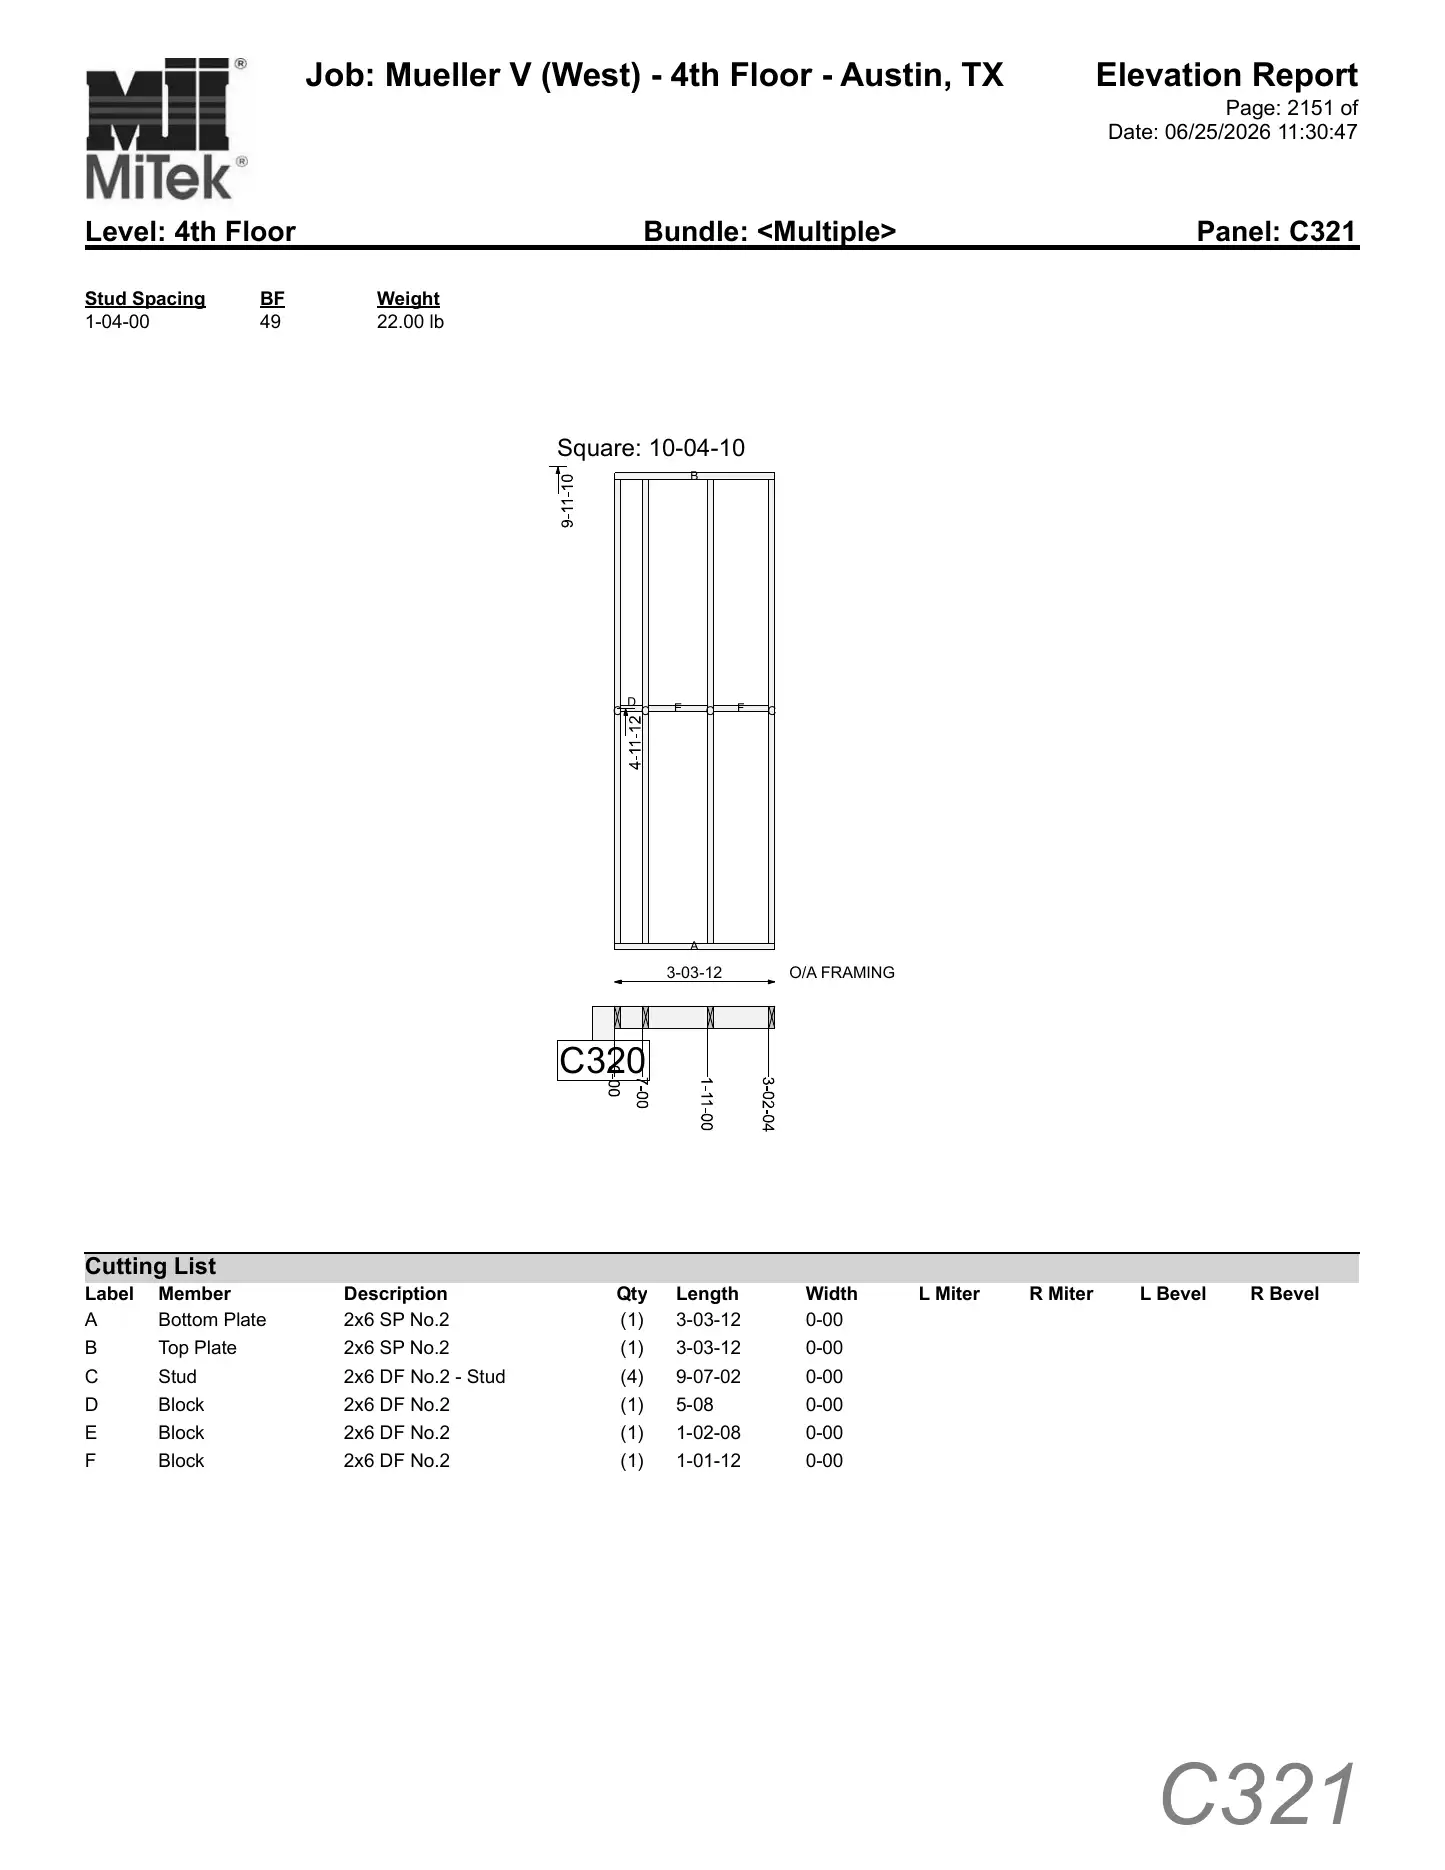 Job: Mueller V (West) - 4th Floor - Austin, TX
Elevation Report
Page: 2151 of
Date: 06/25/2026 11:30:47
MiTek®
Level: 4th Floor
Bundle: <Multiple>
Panel: C321
Stud Spacing BF Weight
1-04-00 49 22.00 lb
Square: 10-04-10
9-11-10
B
D
E
F
C C C C
4-11-12
A
3-03-12
O/A FRAMING
C320
7-00
1-11-00
3-02-04
Cutting List
Label Member Description Qty Length Width L Miter R Miter L Bevel R Bevel
A Bottom Plate 2x6 SP No.2 (1) 3-03-12 0-00
B Top Plate 2x6 SP No.2 (1) 3-03-12 0-00
C Stud 2x6 DF No.2 - Stud (4) 9-07-02 0-00
D Block 2x6 DF No.2 (1) 5-08 0-00
E Block 2x6 DF No.2 (1) 1-02-08 0-00
F Block 2x6 DF No.2 (1) 1-01-12 0-00
C321